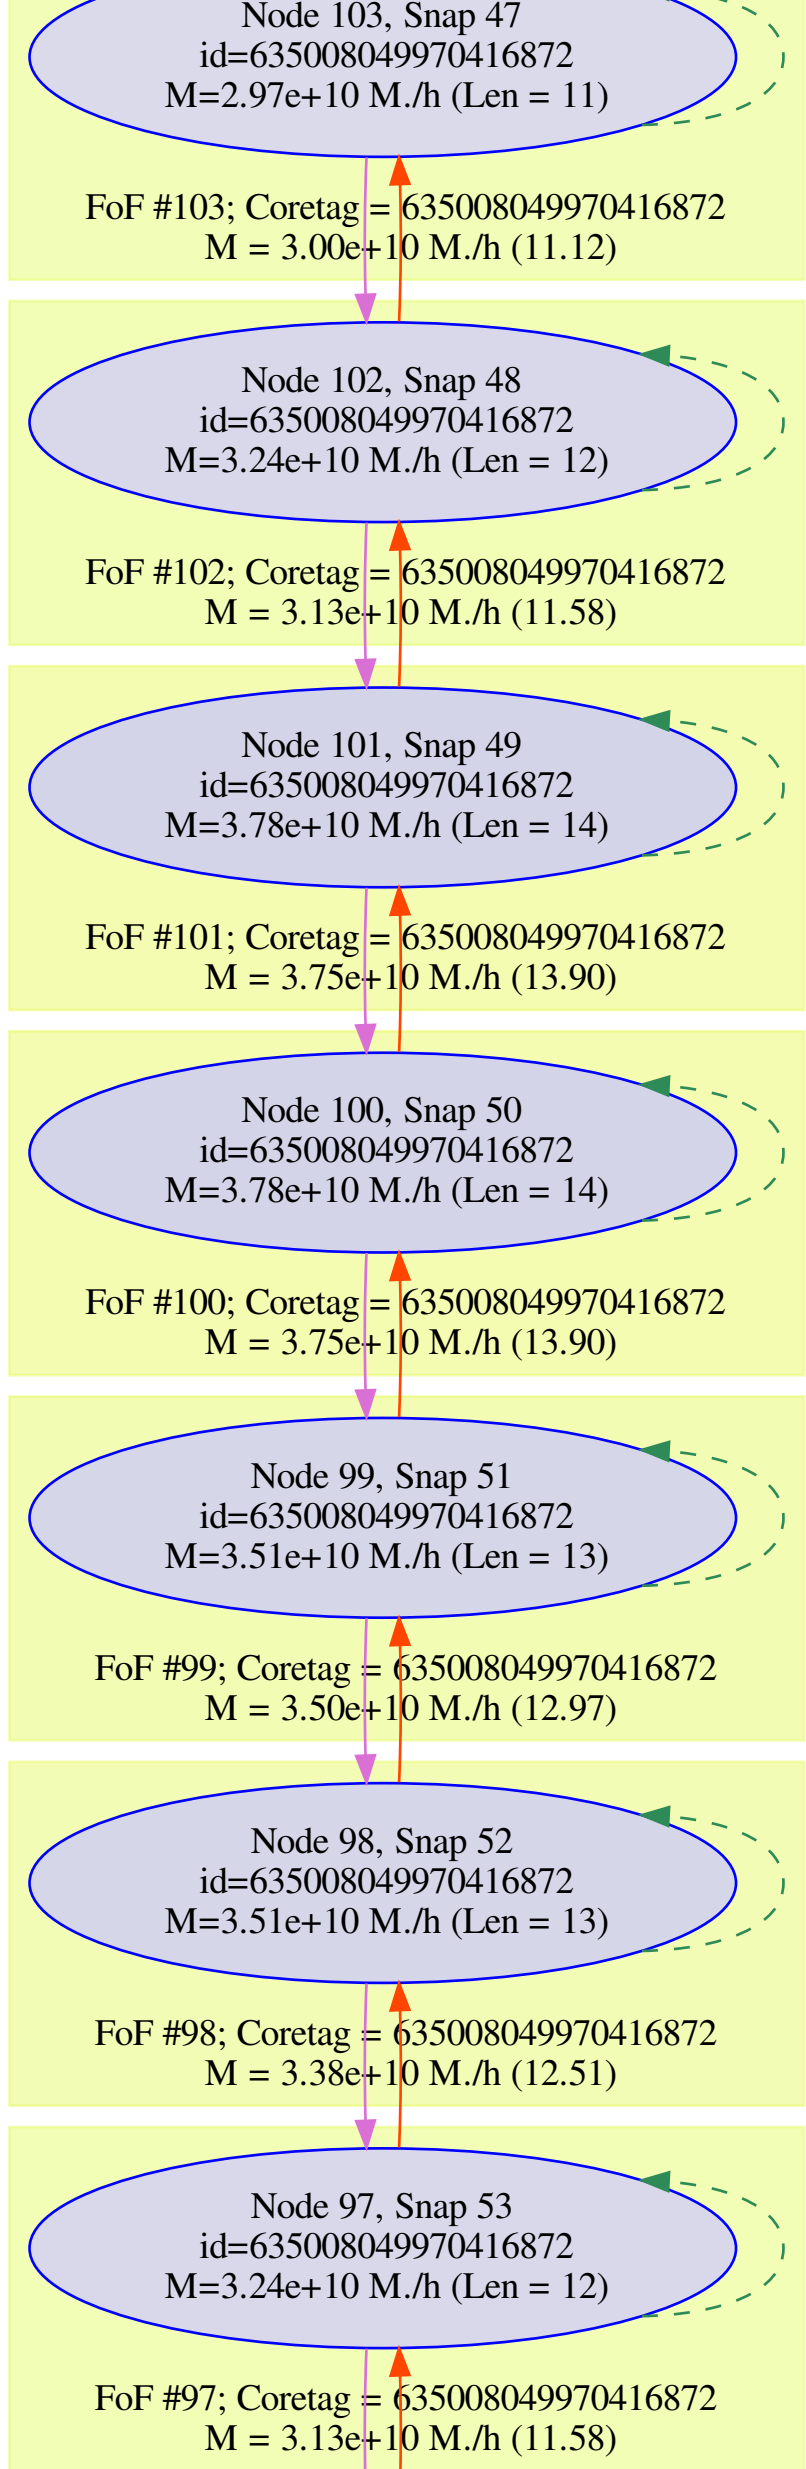 Node 103, Snap 47
id=635008049970416872
M=2.97e+10 M./h (Len = 11)
FoF #103; Coretag = 635008049970416872
M = 3.00e+10 M./h (11.12)
Node 102, Snap 48
id=635008049970416872
M=3.24e+10 M./h (Len = 12)
FoF #102; Coretag = 635008049970416872
M = 3.13e+10 M./h (11.58)
Node 101, Snap 49
id=635008049970416872
M=3.78e+10 M./h (Len = 14)
FoF #101; Coretag = 635008049970416872
M = 3.75e+10 M./h (13.90)
Node 100, Snap 50
id=635008049970416872
M=3.78e+10 M./h (Len = 14)
FoF #100; Coretag = 635008049970416872
M = 3.75e+10 M./h (13.90)
Node 99, Snap 51
id=635008049970416872
M=3.51e+10 M./h (Len = 13)
FoF #99; Coretag = 635008049970416872
M = 3.50e+10 M./h (12.97)
Node 98, Snap 52
id=635008049970416872
M=3.51e+10 M./h (Len = 13)
FoF #98; Coretag = 635008049970416872
M = 3.38e+10 M./h (12.51)
Node 97, Snap 53
id=635008049970416872
M=3.24e+10 M./h (Len = 12)
FoF #97; Coretag = 635008049970416872
M = 3.13e+10 M./h (11.58)